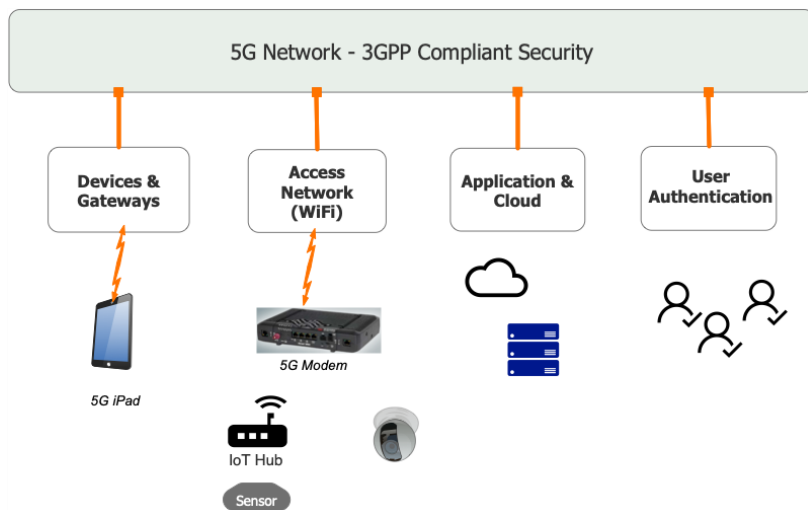 5G Network - 3GPP Compliant Security
Devices &
Gateways
Access
Network
(WiFi)
Application &
Cloud
User
Authentication
5G iPad
5G Modem
IoT Hub
Sensor